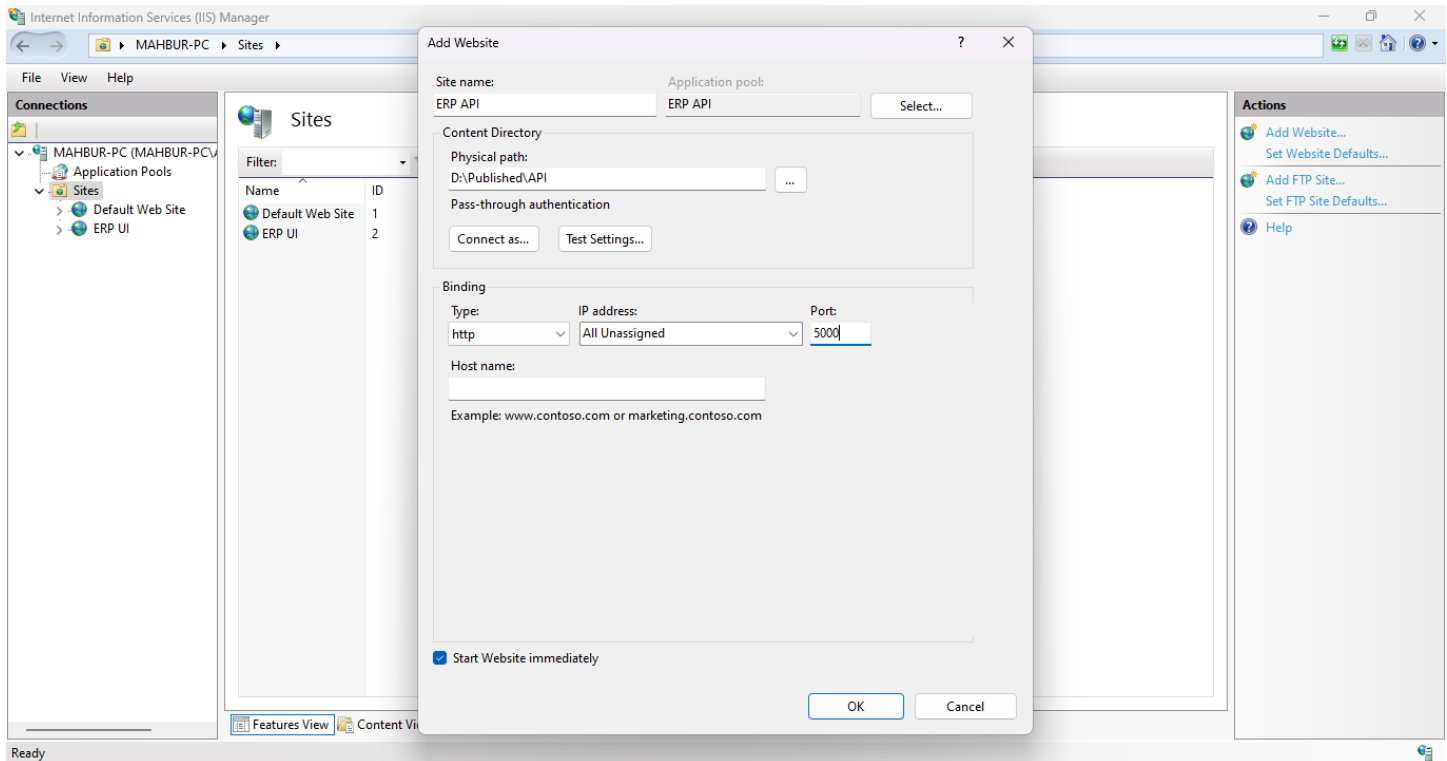 Internet Information Services (IIS) Manager
MAHBUR-PC Sites
File View Help
Connections
MAHBUR-PC (MAHBUR-PC\
Application Pools
Sites
Default Web Site
ERP UI
Sites
Filter:
Name ID
Default Web Site 1
ERP UI 2
Features View Content Vi
Ready
Add Website
Site name: Application pool:
ERP API ERP API Select...
Content Directory
Physical path:
D:\Published\API ...
Pass-through authentication
Connect as... Test Settings...
Binding
Type: IP address: Port:
http All Unassigned 5000
Host name:
Example: www.contoso.com or marketing.contoso.com
Start Website immediately
OK Cancel
Actions
Add Website...
Set Website Defaults...
Add FTP Site...
Set FTP Site Defaults...
Help